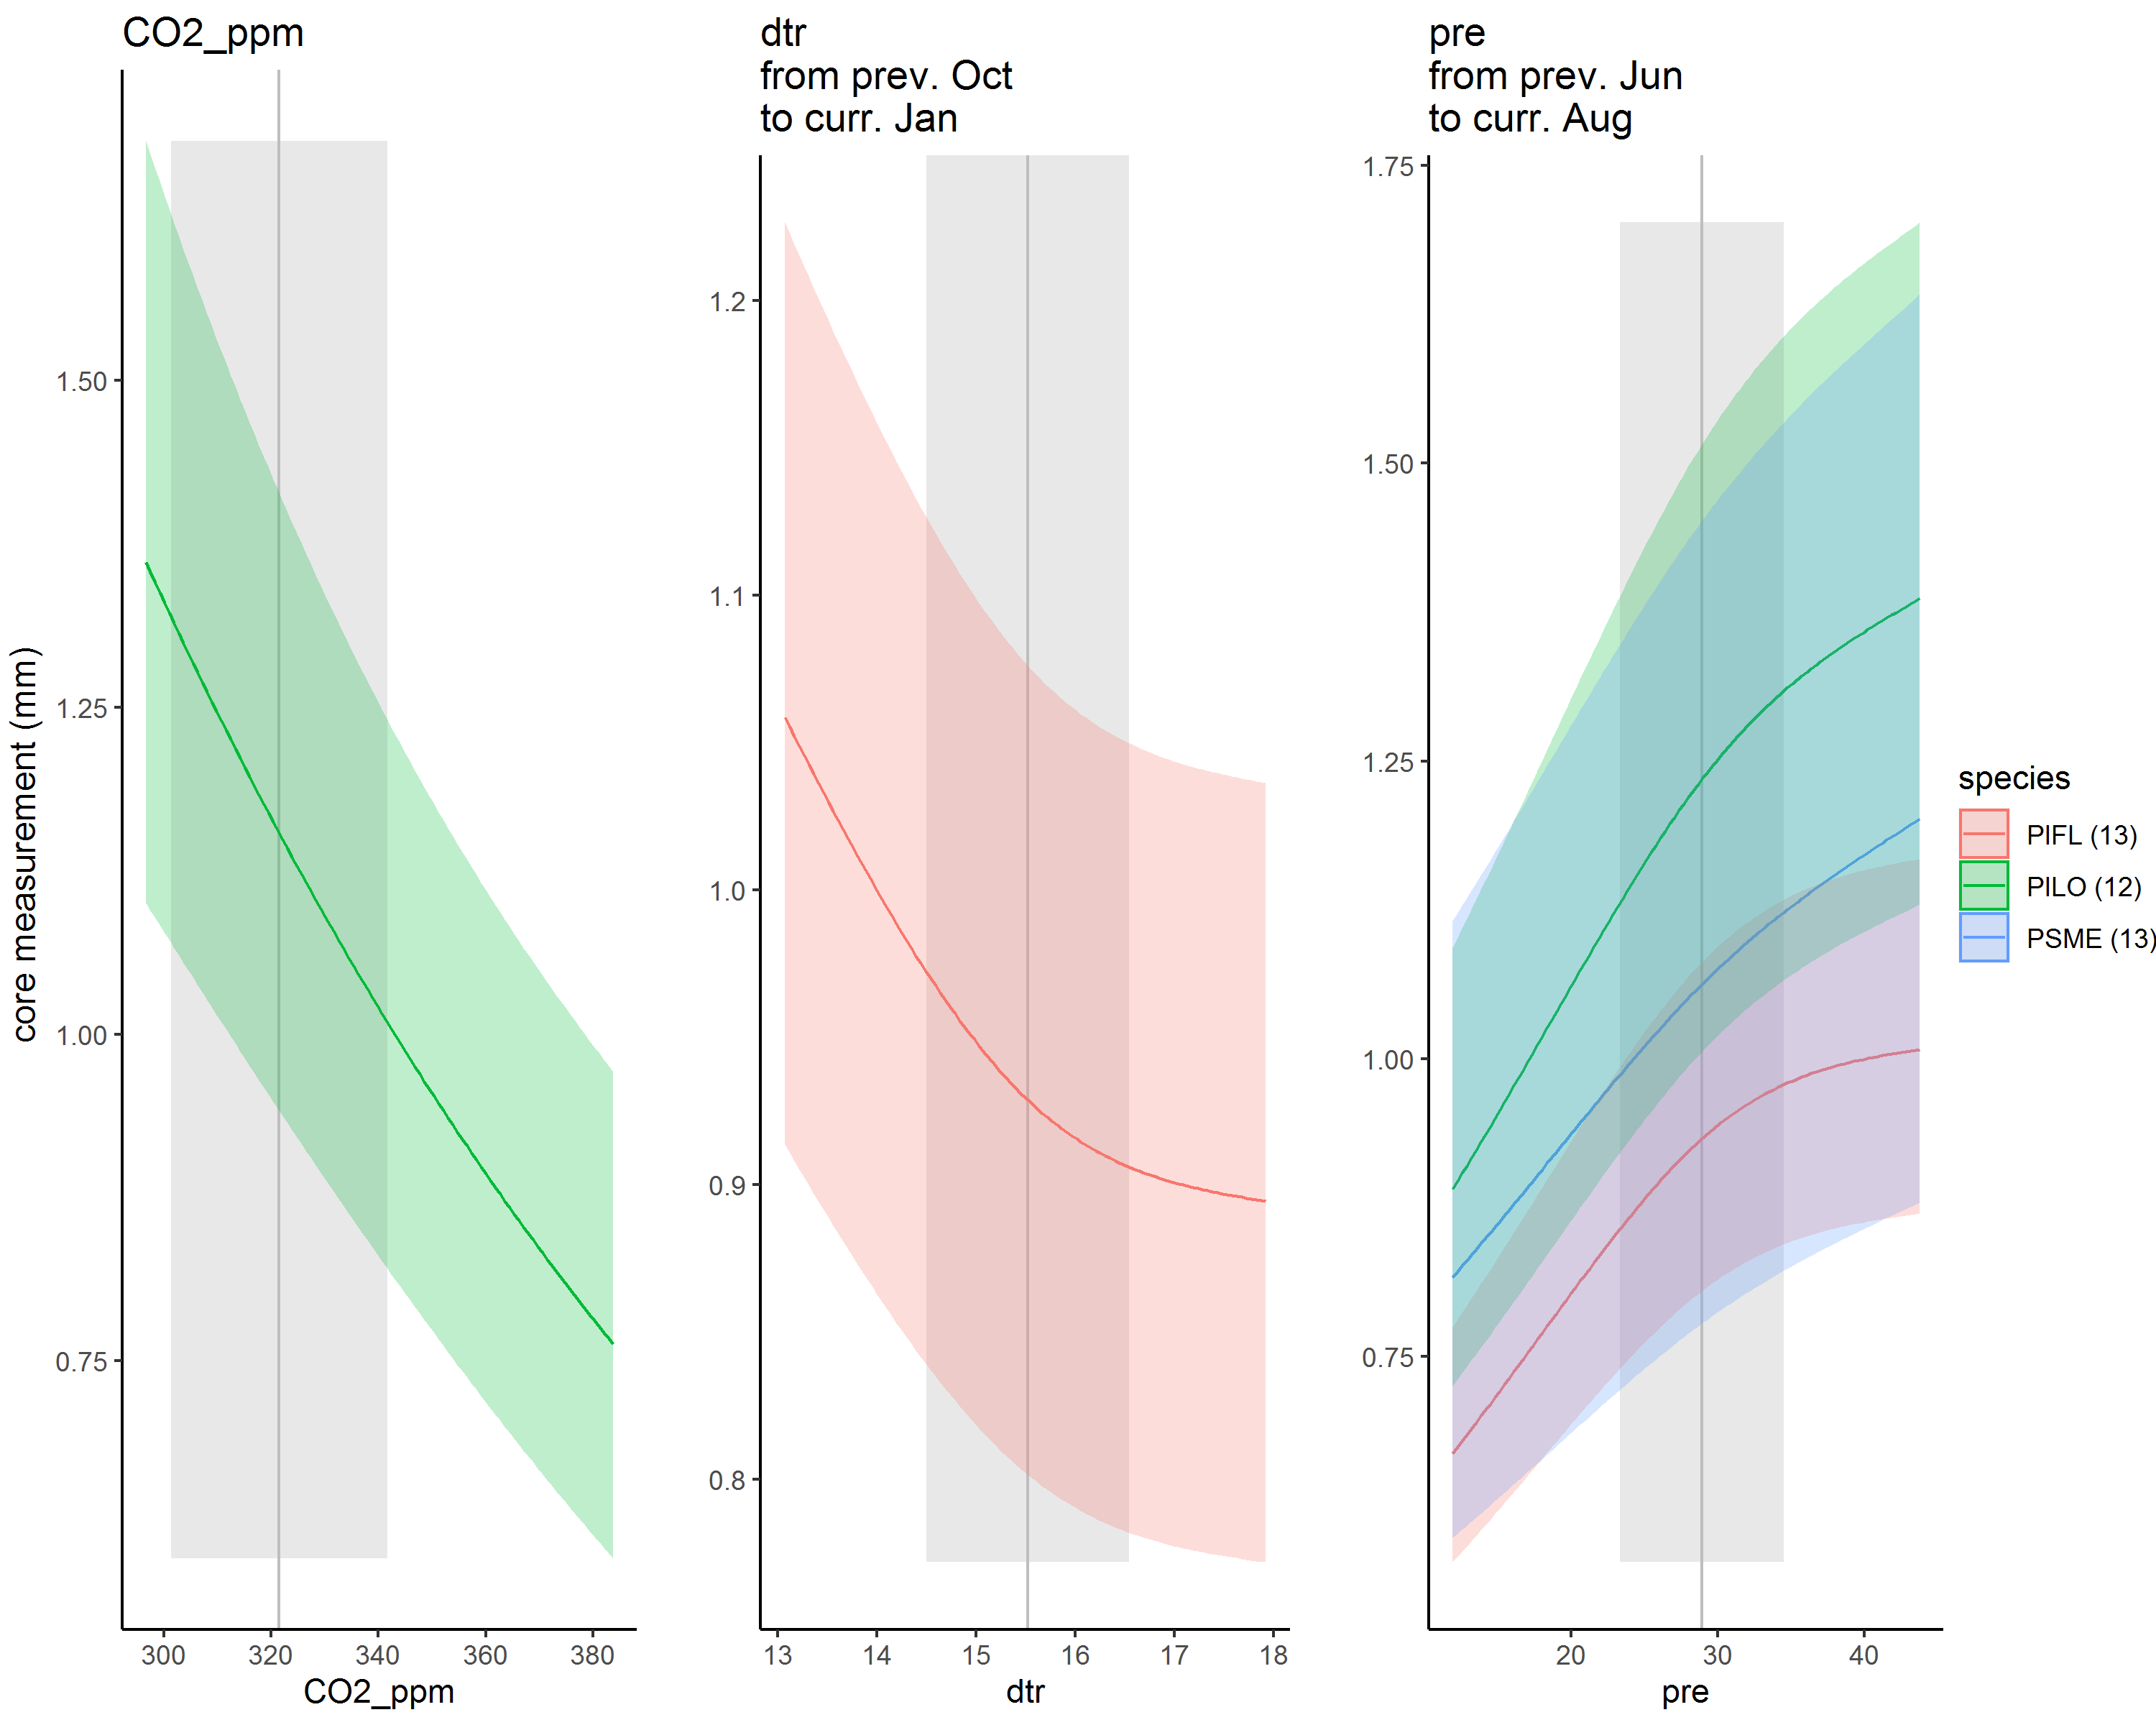 CO2_ppm
dtr
from prev. Oct
to curr. Jan
pre
from prev. Jun
to curr. Aug
core measurement (mm)
1.50
1.25
1.00
0.75
300 320 340 360 380
CO2_ppm
1.2
1.1
1.0
0.9
0.8
13 14 15 16 17 18
dtr
1.75
1.50
1.25
1.00
0.75
20 30 40
pre
species
PIFL (13)
PILO (12)
PSME (13)